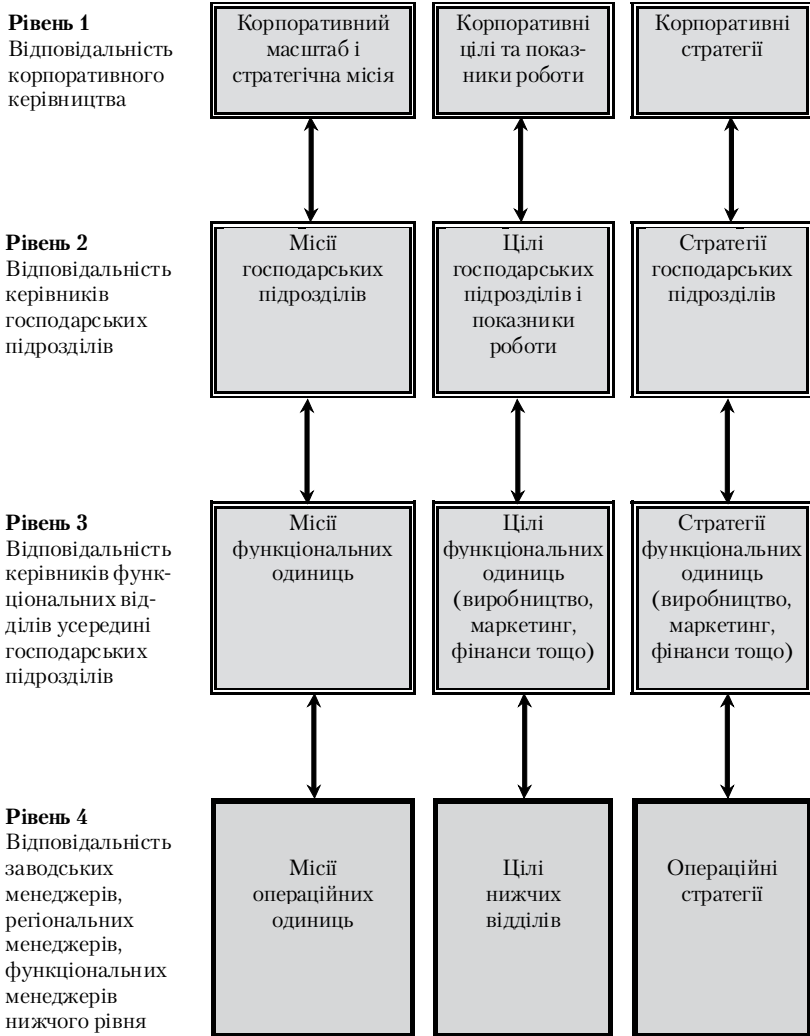 Рівень 1
Відповідальність
корпоративного
керівництва
Корпоративний
масштаб і
стратегічна місія
Корпоративні
цілі та показ-
ники роботи
Корпоративні
стратегії
Рівень 2
Відповідальність
керівників
господарських
підрозділів
Місії
господарських
підрозділів
Цілі
господарських
підрозділів і
показники
роботи
Стратегії
господарських
підрозділів
Рівень 3
Відповідальність
керівників функ-
ціональних від-
ділів усередині
господарських
підрозділів
Місії
функціональних
одиниць
Цілі
функціональних
одиниць
(виробництво,
маркетинг,
фінанси тощо)
Стратегії
функціональних
одиниць
(виробництво,
маркетинг,
фінанси тощо)
Рівень 4
Відповідальність
заводських
менеджерів,
регіональних
менеджерів,
функціональних
менеджерів
нижчого рівня
Місії
операційних
одиниць
Цілі
нижчих
відділів
Операційні
стратегії